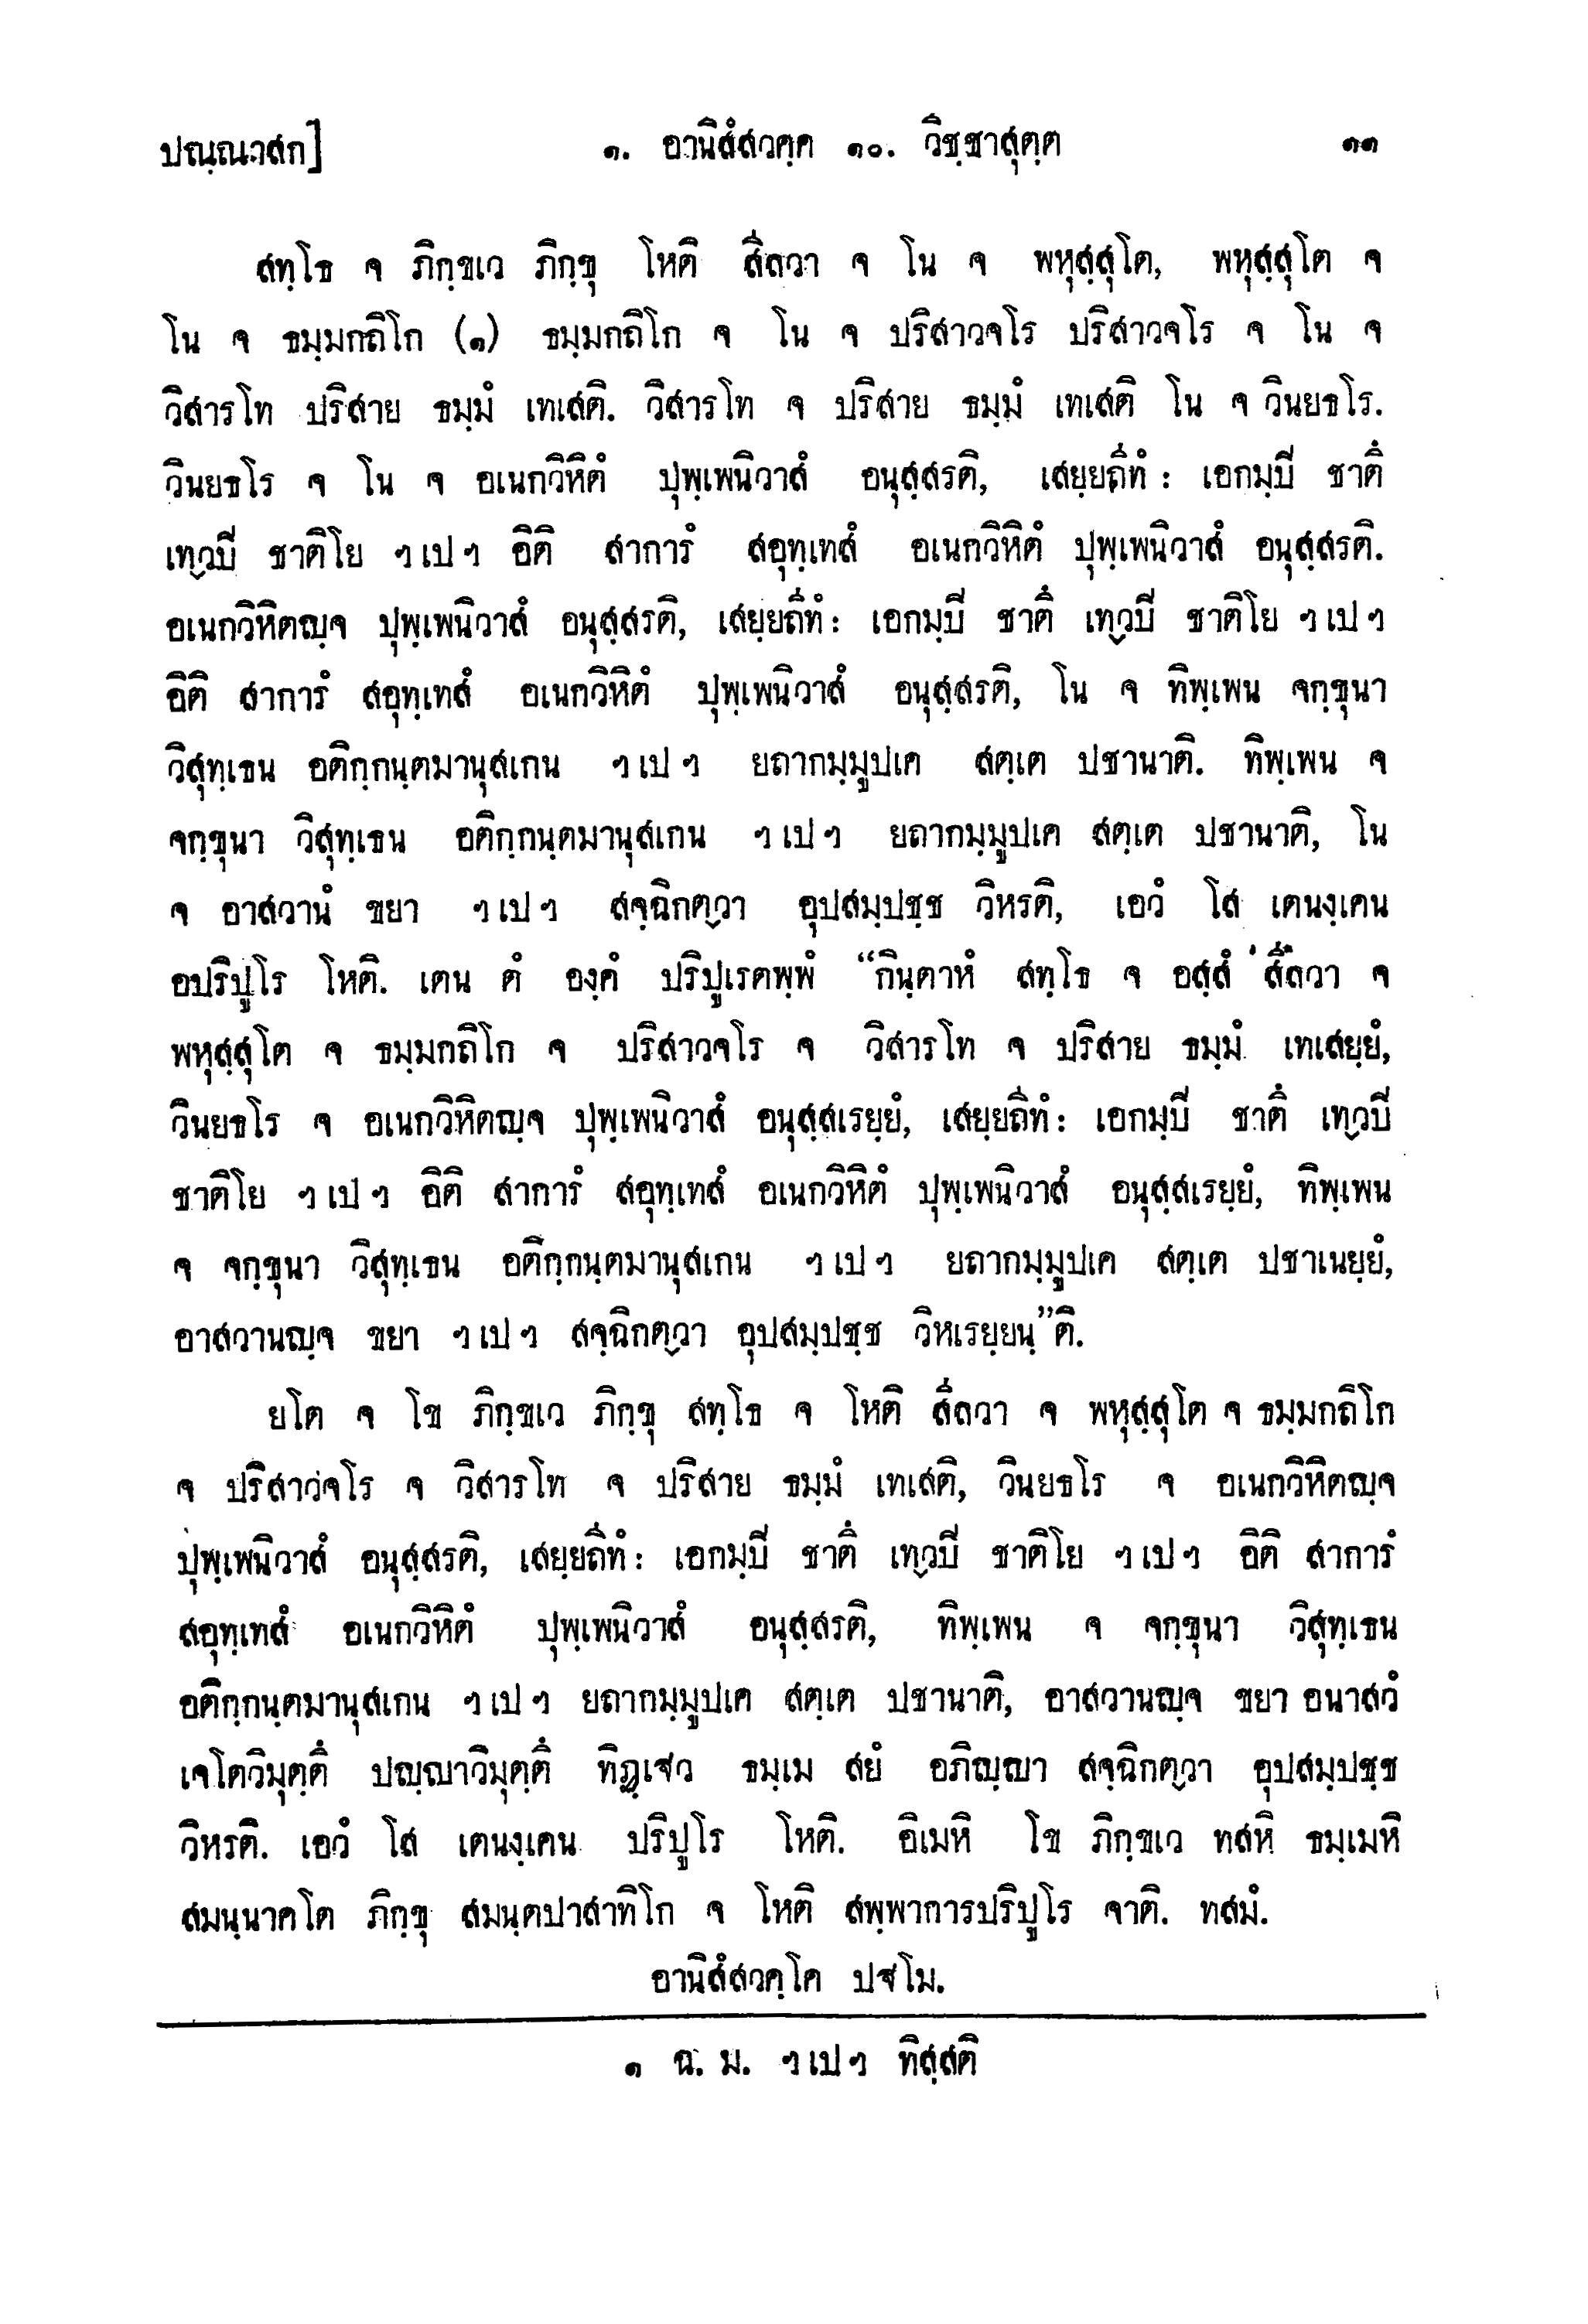 ปณฺณาสก] ๑. อานิสํสวคฺค ๑๐. วิชฺชาสุตฺต ๑๑
สทฺโธ จ ภิกฺขเว ภิกฺขุ โหติ สีลวา จ โน จ พหุสฺสุโต, พหุสฺสุโต จ
โน จ ธมฺมกถิโก (๑) ธมฺมกถิโก จ โน จ ปริสาวจโร ปริสาวจโร จ โน จ
วิสารโท ปริสาย ธมฺมํ เทเสติ. วิสารโท จ ปริสาย ธมฺมํ เทเสติ โน จ วินยธโร.
วินยธโร จ โน จ อเนกวิหิตํ ปุพฺเพนิวาสํ อนุสฺสรติ, เสยฺยถีทํ : เอกมฺปี ชาตึ
เทฺวปี ชาติโย ฯ เป ฯ อิติ สาการํ สอุทฺเทสํ อเนกวิหิตํ ปุพฺเพนิวาสํ อนุสฺสรติ.
อเนกวิหิตญฺจ ปุพฺเพนิวาสํ อนุสฺสรติ, เสยฺยถีทํ : เอกมฺปี ชาตึ เทฺวปี ชาติโย ฯ เป ฯ
อิติ สาการํ สอุทฺเทสํ อเนกวิหิตํ ปุพฺเพนิวาสํ อนุสฺสรติ, โน จ ทิพฺเพน จกฺขุนา
วิสุทฺเธน อติกฺกนฺตมานุสเกน ฯ เป ฯ ยถากมฺมูปเค สตฺเต ปชานาติ. ทิพฺเพน จ
จกฺขุนา วิสุทฺเธน อติกฺกนฺตมานุสเกน ฯ เป ฯ ยถากมฺมูปเค สตฺเต ปชานาติ, โน
จ อาสวานํ ขยา ฯ เป ฯ สจฺฉิกตฺวา อุปสมฺปชฺช วิหรติ, เอวํ โส เตนงฺเคน
อปริปูโร โหติ. เตน ตํ องฺคํ ปริปูเรตพฺพํ “กินฺตาหํ สทฺโธ จ อสฺสํ สีลวา จ
พหุสฺสุโต จ ธมฺมกถิโก จ ปริสาวจโร จ วิสารโท จ ปริสาย ธมฺมํ เทเสยฺยํ,
วินยธโร จ อเนกวิหิตญฺจ ปุพฺเพนิวาสํ อนุสฺสเรยฺยํ, เสยฺยถีทํ : เอกมฺปี ชาตึ เทฺวปี
ชาติโย ฯ เป ฯ อิติ สาการํ สอุทฺเทสํ อเนกวิหิตํ ปุพฺเพนิวาสํ อนุสฺสเรยฺยํ, ทิพฺเพน
จ จกฺขุนา วิสุทฺเธน อติกฺกนฺตมานุสเกน ฯ เป ฯ ยถากมฺมูปเค สตฺเต ปชาเนยฺยํ,
อาสวานญฺจ ขยา ฯ เป ฯ สจฺฉิกตฺวา อุปสมฺปชฺช วิหเรยฺยนฺ”ติ.
ยโต จ โข ภิกฺขเว ภิกฺขุ สทฺโธ จ โหติ สีลวา จ พหุสฺสุโต จ ธมฺมกถิโก
จ ปริสาวจโร จ วิสารโท จ ปริสาย ธมฺมํ เทเสติ, วินยธโร จ อเนกวิหิตญฺจ
ปุพฺเพนิวาสํ อนุสฺสรติ, เสยฺยถีทํ : เอกมฺปี ชาตึ เทฺวปี ชาติโย ฯ เป ฯ อิติ สาการํ
สอุทฺเทสํ อเนกวิหิตํ ปุพฺเพนิวาสํ อนุสฺสรติ, ทิพฺเพน จ จกฺขุนา วิสุทฺเธน
อติกฺกนฺตมานุสเกน ฯ เป ฯ ยถากมฺมูปเค สตฺเต ปชานาติ, อาสวานญฺจ ขยา อนาสวํ
เจโตวิมุตฺตึ ปญฺญาวิมุตฺตึ ทิฏฺเฐว ธมฺเม สยํ อภิญฺญา สจฺฉิกตฺวา อุปสมฺปชฺช
วิหรติ. เอวํ โส เตนงฺเคน ปริปูโร โหติ. อิเมหิ โข ภิกฺขเว ทสหิ ธมฺเมหิ
สมนฺนาคโต ภิกฺขุ สมนฺตปาสาทิโก จ โหติ สพฺพาการปริปูโร จาติ. ทสมํ.
อานิสํสวคฺโค ปฐโม.
๑ ฉ. ม. ฯ เป ฯ ทิสฺสติ